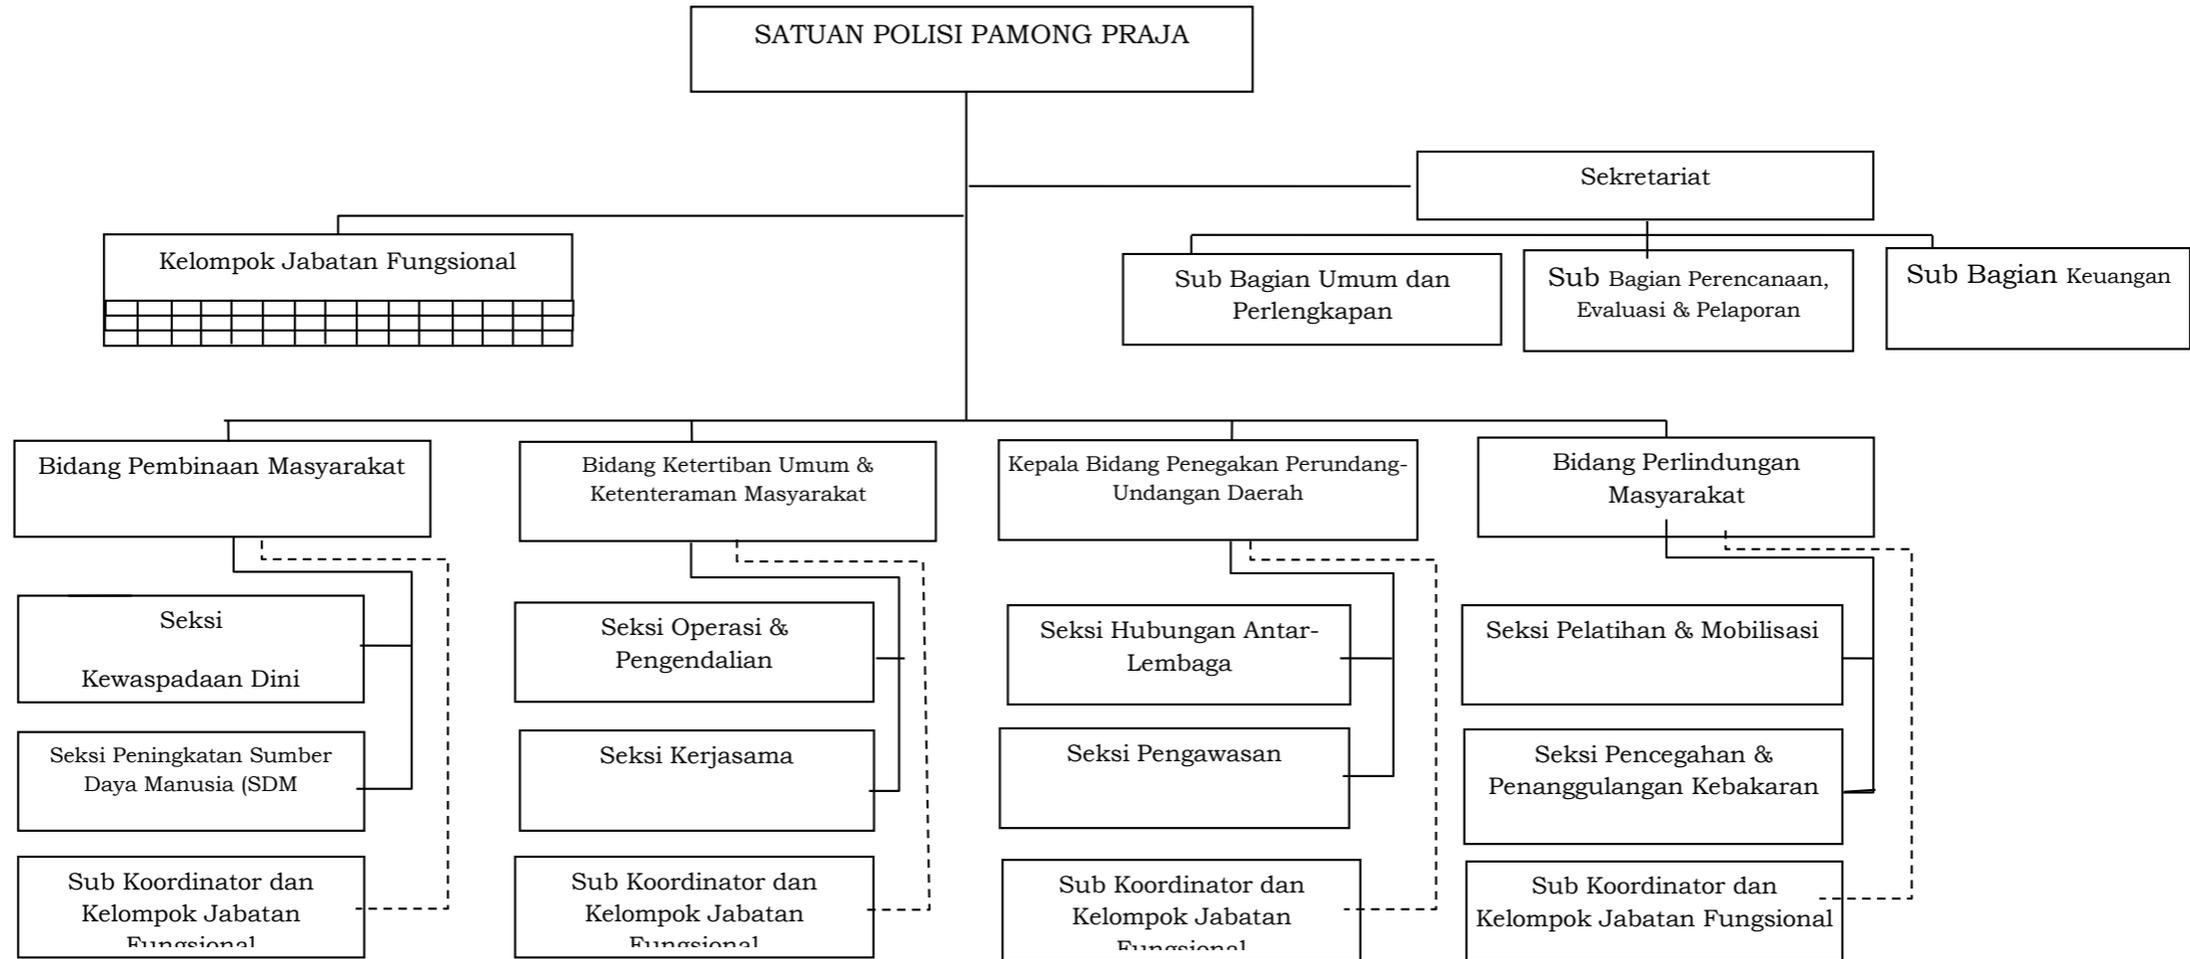 SATUAN POLISI PAMONG PRAJA
Sekretariat
Kelompok Jabatan Fungsional
Sub Bagian Umum dan
Perlengkapan
Sub Bagian Perencanaan,
Evaluasi & Pelaporan
Sub Bagian Keuangan
Bidang Pembinaan Masyarakat
Bidang Ketertiban Umum &
Ketenteraman Masyarakat
Kepala Bidang Penegakan Perundang-
Undangan Daerah
Bidang Perlindungan
Masyarakat
Seksi
Kewaspadaan Dini
Seksi Operasi &
Pengendalian
Seksi Hubungan Antar-
Lembaga
Seksi Pelatihan & Mobilisasi
Seksi Peningkatan Sumber
Daya Manusia (SDM
Seksi Kerjasama
Seksi Pengawasan
Seksi Pencegahan &
Penanggulangan Kebakaran
Sub Koordinator dan
Kelompok Jabatan
Fungsional
Sub Koordinator dan
Kelompok Jabatan
Fungsional
Sub Koordinator dan
Kelompok Jabatan
Fungsional
Sub Koordinator dan
Kelompok Jabatan Fungsional